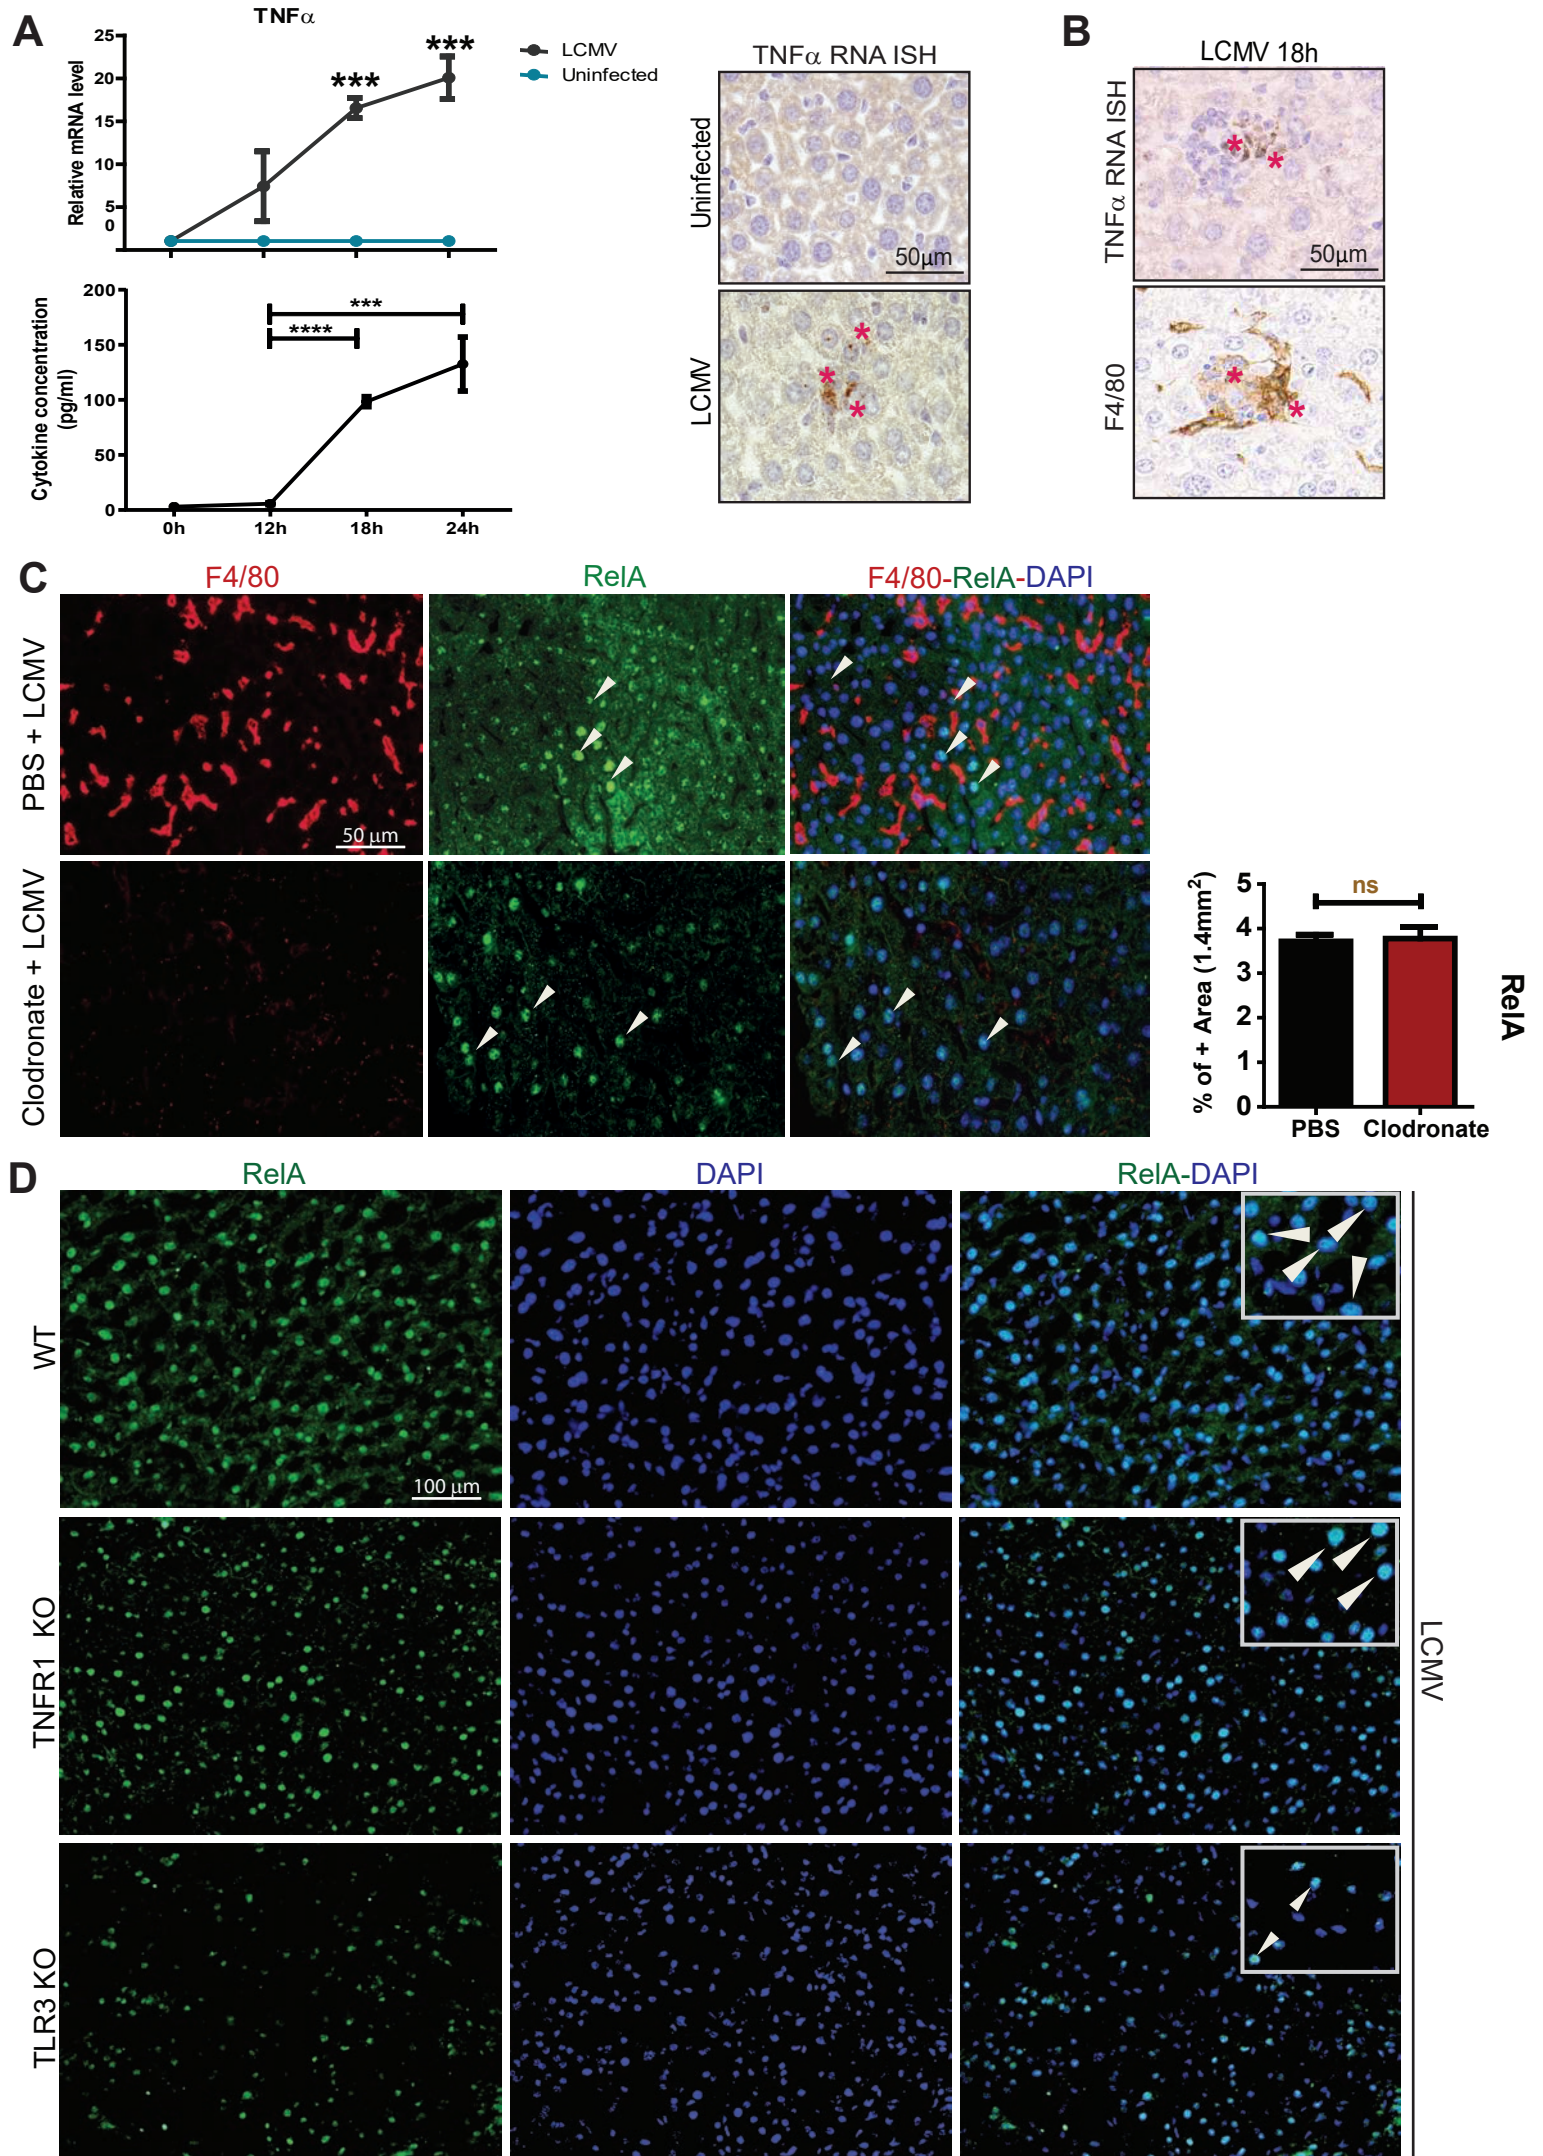 A
TNFα
Relative mRNA level
25
20
15
10
5
0
***
***
LCMV
Uninfected
Cytokine concentration
(pg/ml)
200
150
100
50
0
***
****
0h
12h
18h
24h
TNFα RNA ISH
Uninfected
50μm
LCMV
*
*
*
B
LCMV 18h
TNFα RNA ISH
*
*
50μm
F4/80
*
*
C
F4/80
RelA
F4/80-RelA-DAPI
PBS + LCMV
50 μm
Clodronate + LCMV
% of + Area (1.4mm²)
5
4
3
2
1
0
ns
PBS
Clodronate
RelA
D
RelA
DAPI
RelA-DAPI
WT
100 μm
TNFR1 KO
TLR3 KO
LCMV